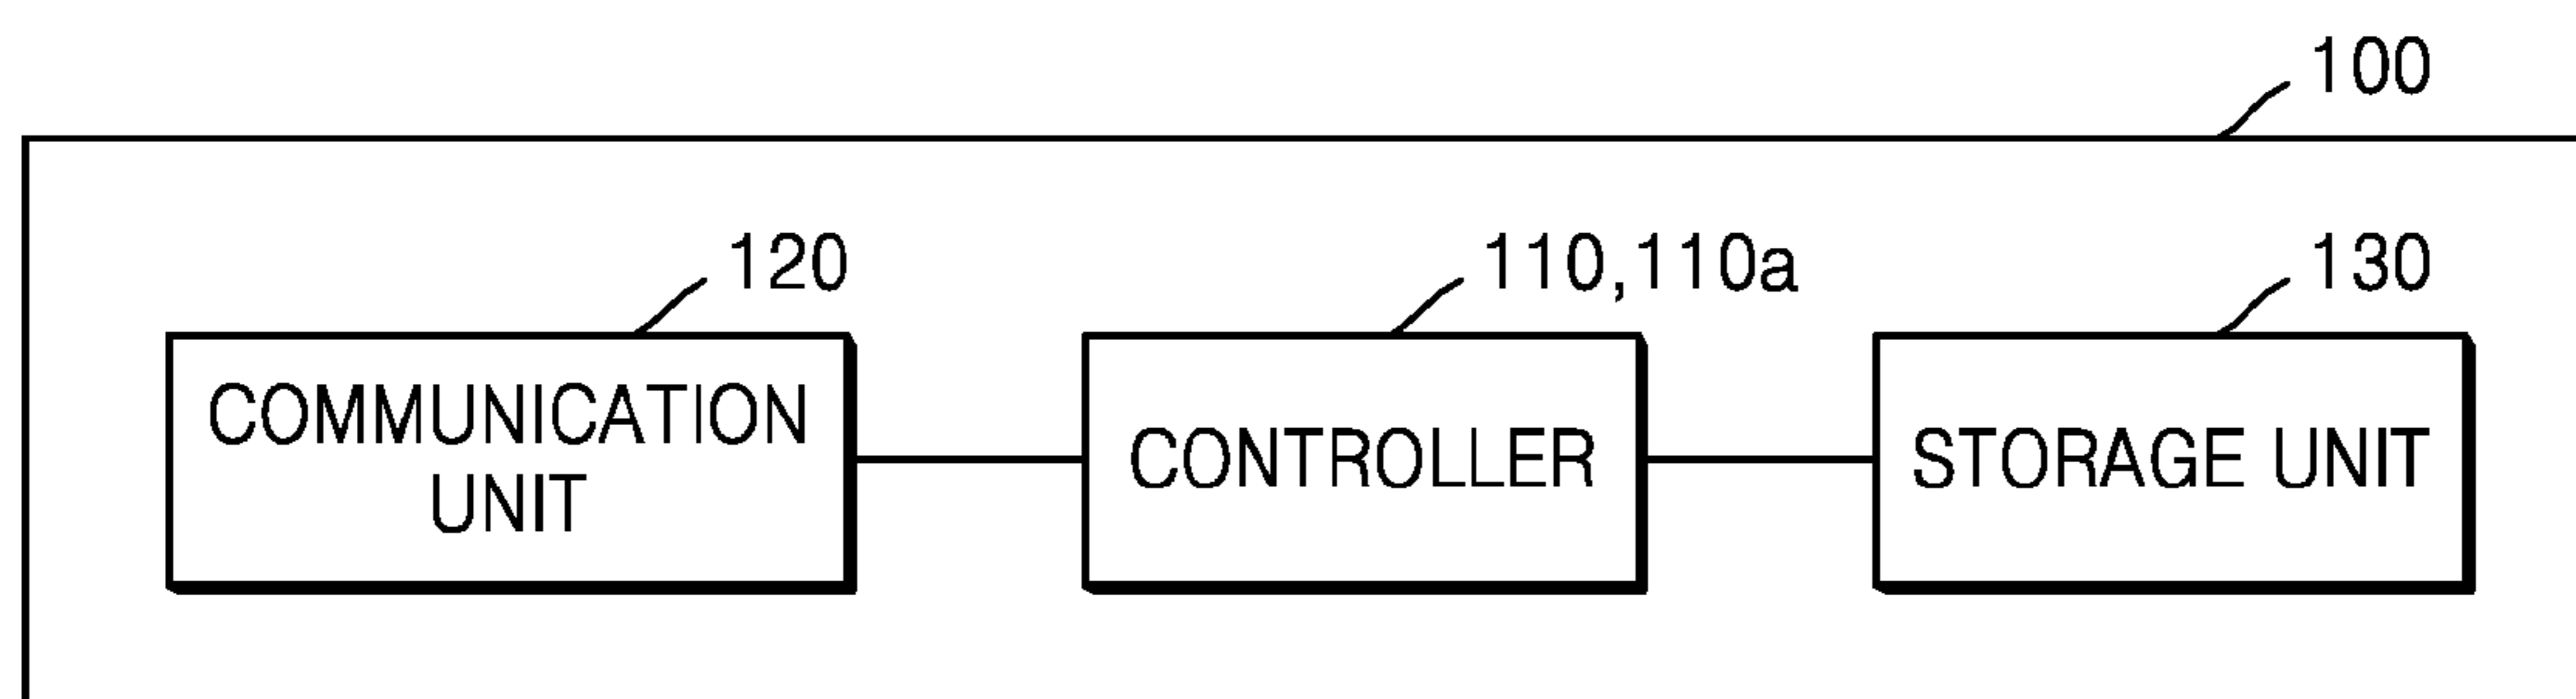 100
120
110,110a
130
COMMUNICATION
UNIT
CONTROLLER
STORAGE UNIT